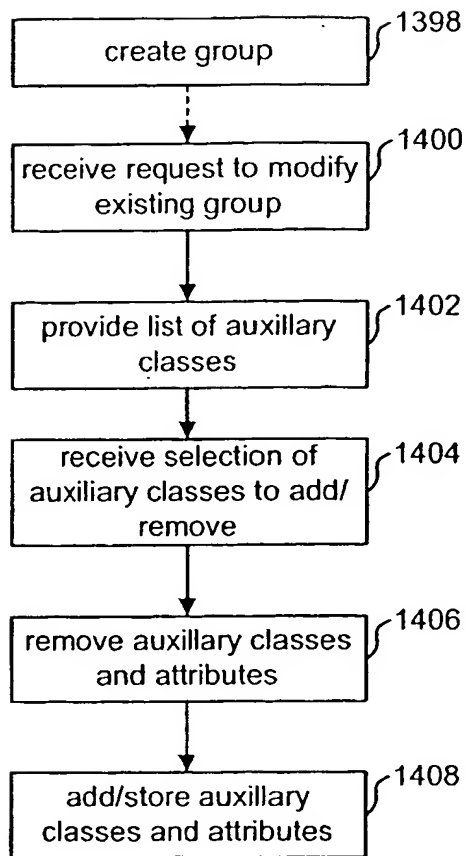 1398
create group
1400
receive request to modify
existing group
1402
provide list of auxillary
classes
1404
receive selection of
auxiliary classes to add/
remove
1406
remove auxillary classes
and attributes
1408
add/store auxillary
classes and attributes